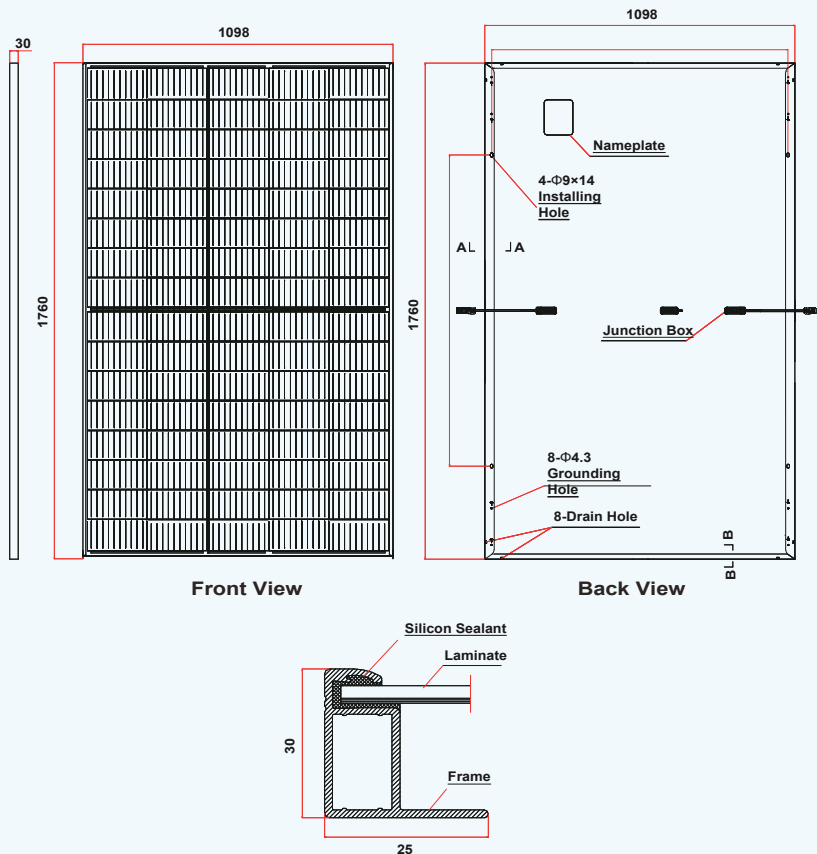 1098
30
1760
Front View
1098
1760
Nameplate
4-Φ9×14
Installing
Hole
A
A
Junction Box
8-Φ4.3
Grounding
Hole
8-Drain Hole
B
B
Back View
Silicon Sealant
Laminate
30
Frame
25